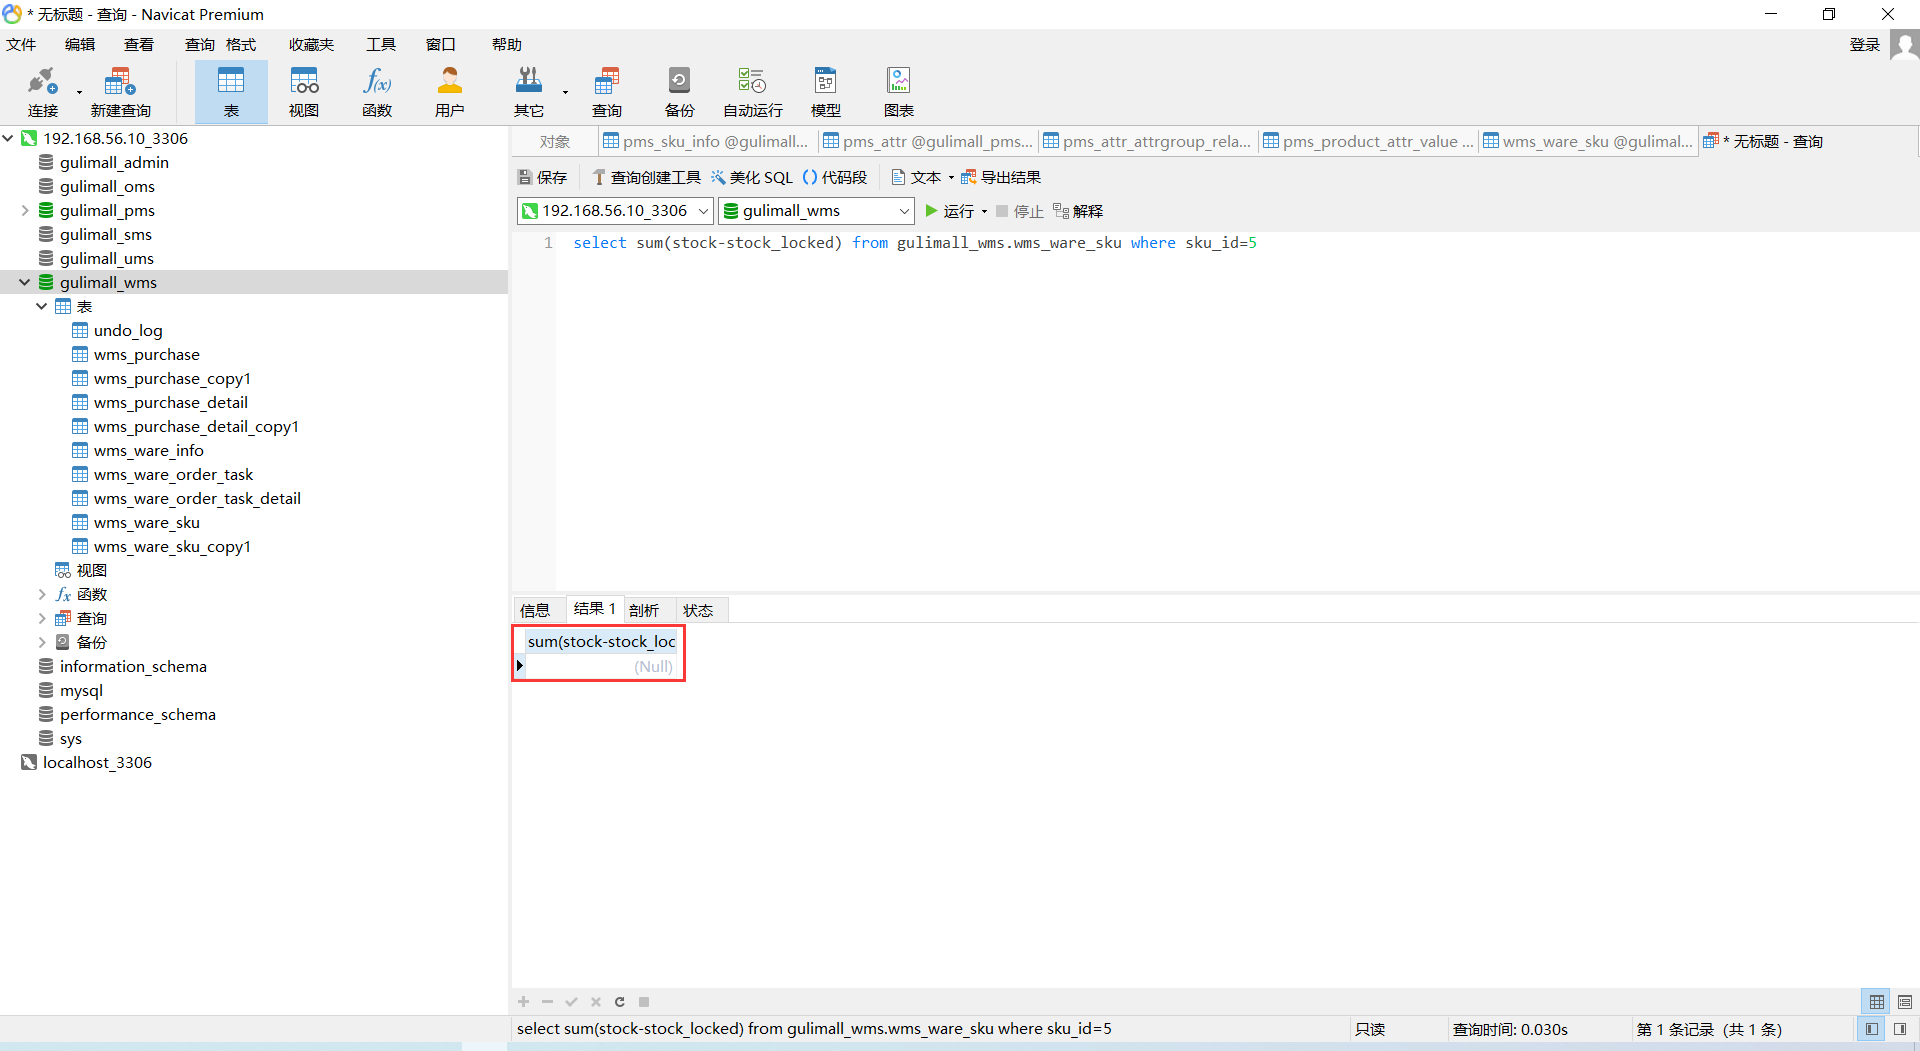 * 无标题 - 查询 - Navicat Premium
文件 编辑 查看 查询 格式 收藏夹 工具 窗口 帮助 登录
连接 新建查询 表 视图 函数 用户 其它 查询 备份 自动运行 模型 图表
192.168.56.10_3306
gulimall_admin
gulimall_oms
gulimall_pms
gulimall_sms
gulimall_ums
gulimall_wms
表
undo_log
wms_purchase
wms_purchase_copy1
wms_purchase_detail
wms_purchase_detail_copy1
wms_ware_info
wms_ware_order_task
wms_ware_order_task_detail
wms_ware_sku
wms_ware_sku_copy1
视图
函数
查询
备份
information_schema
mysql
performance_schema
sys
localhost_3306
对象 pms_sku_info @gulimall... pms_attr @gulimall_pms... pms_attr_attrgroup_rela... pms_product_attr_value ... wms_ware_sku @gulimal... * 无标题 - 查询
保存 查询创建工具 美化 SQL 代码段 文本 导出结果
192.168.56.10_3306 gulimall_wms 运行 停止 解释
1 select sum(stock-stock_locked) from gulimall_wms.wms_ware_sku where sku_id=5
信息 结果 1 剖析 状态
sum(stock-stock_loc
(Null)
select sum(stock-stock_locked) from gulimall_wms.wms_ware_sku where sku_id=5 只读 查询时间: 0.030s 第 1 条记录 (共 1 条)